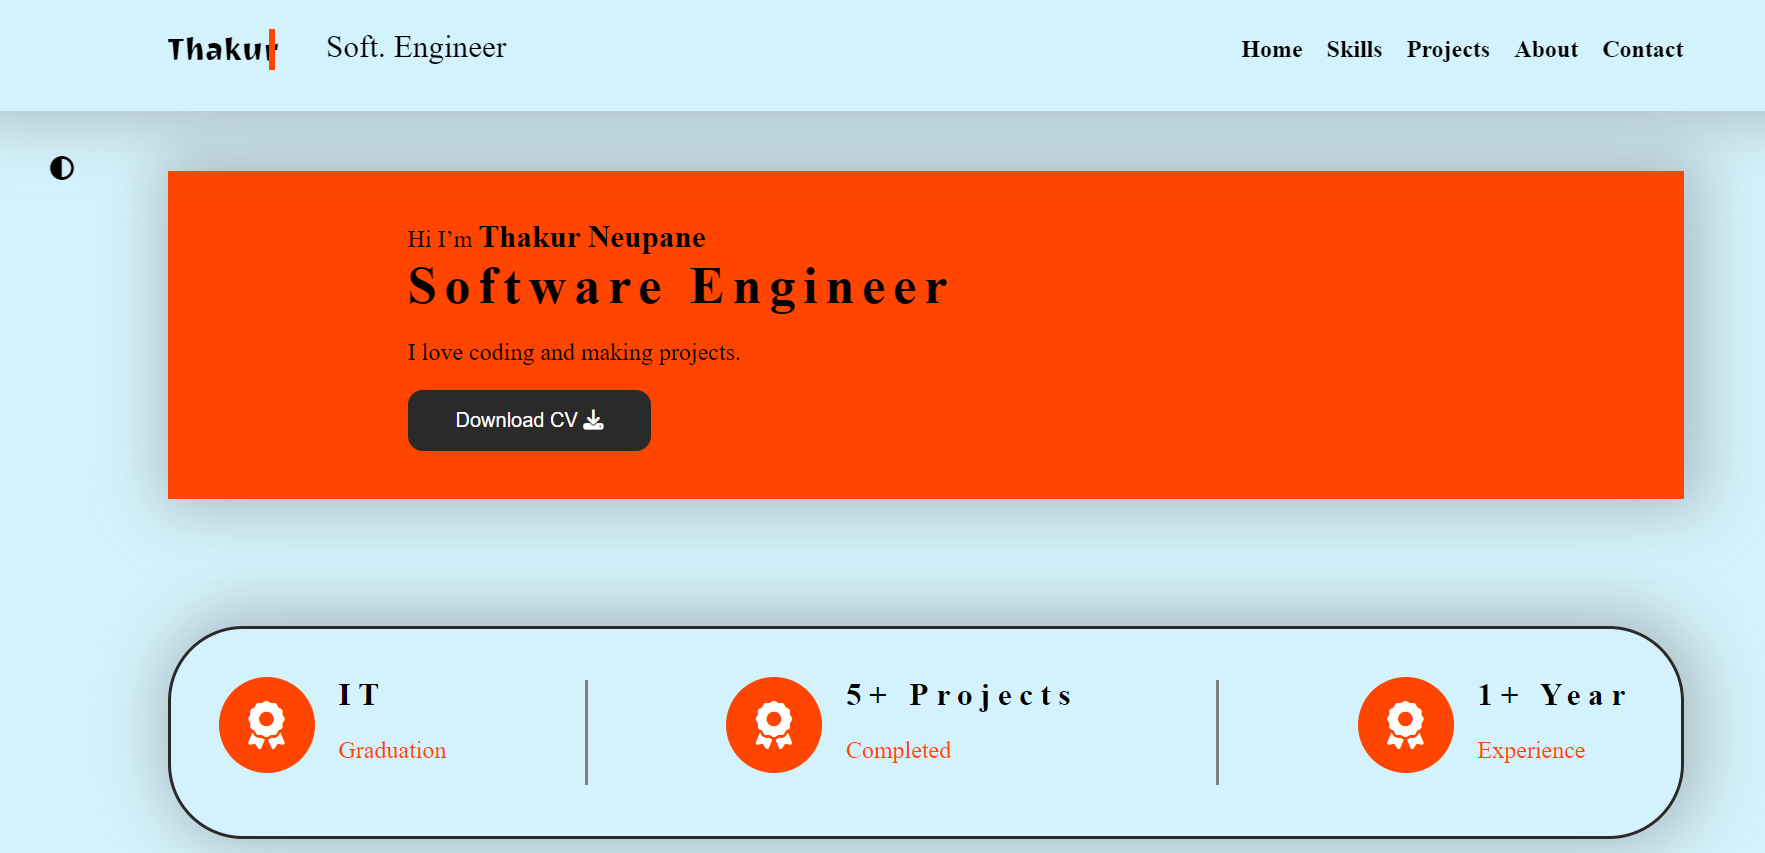 Thakur Soft. Engineer Home Skills Projects About Contact
Hi I’m Thakur Neupane
Software Engineer
I love coding and making projects.
Download CV
IT
Graduation
5+ Projects
Completed
1+ Year
Experience